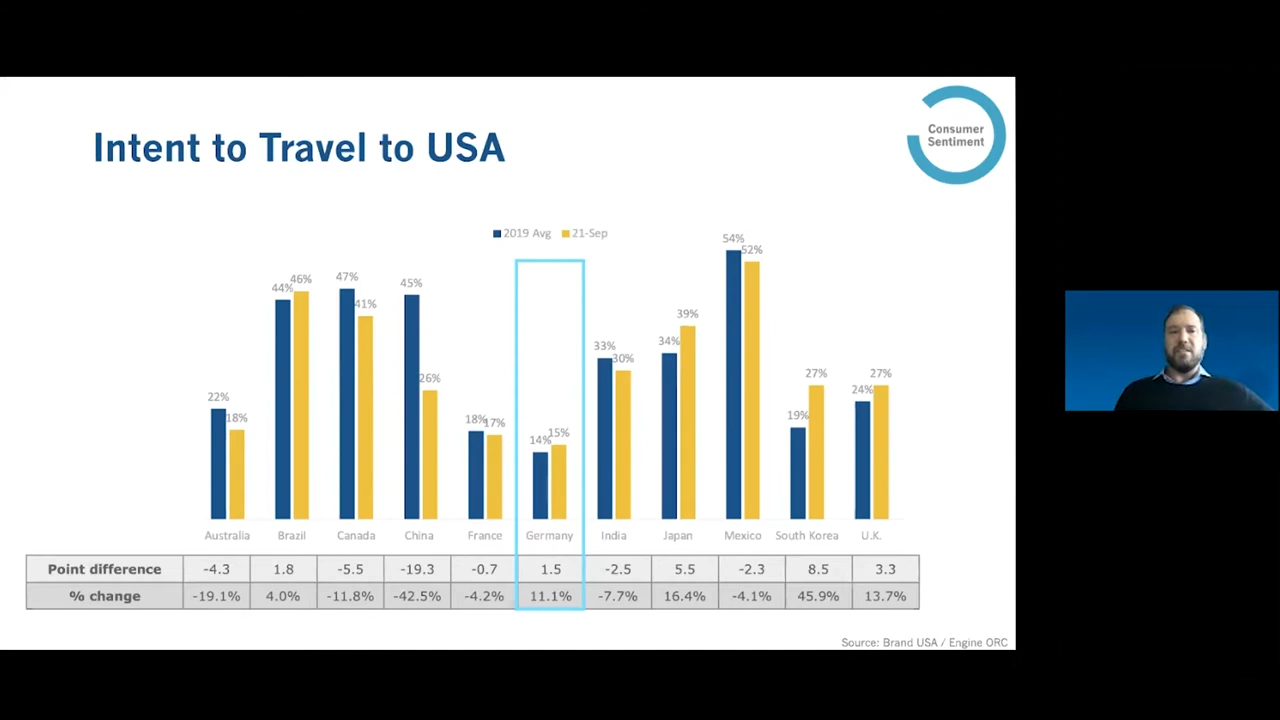 Consumer
Sentiment
Intent to Travel to USA
2019 Avg 21-Sep
22% 18% 44% 46% 47% 41% 45% 26% 18% 17% 14% 15% 33% 30% 34% 39% 54% 52% 19% 27% 24% 27%
Australia Brazil Canada China France Germany India Japan Mexico South Korea U.K.
Point difference -4.3 1.8 -5.5 -19.3 -0.7 1.5 -2.5 5.5 -2.3 8.5 3.3
% change -19.1% 4.0% -11.8% -42.5% -4.2% 11.1% -7.7% 16.4% -4.1% 45.9% 13.7%
Source: Brand USA / Engine ORC